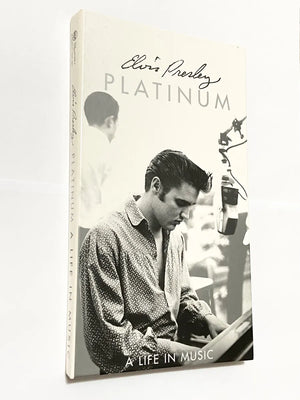 Elvis Presley
PLATINUM
A LIFE IN MUSIC
Elvis Presley PLATINUM A LIFE IN MUSIC